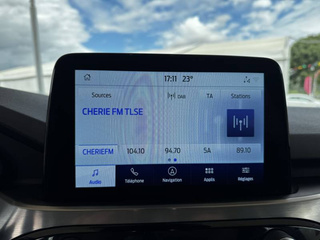 17:11 23°
Sources DAB TA Stations
CHERIE FM TLSE
CHERIEFM 104.10 94.70 5A 89.10
Audio Téléphone Navigation Applis Réglages